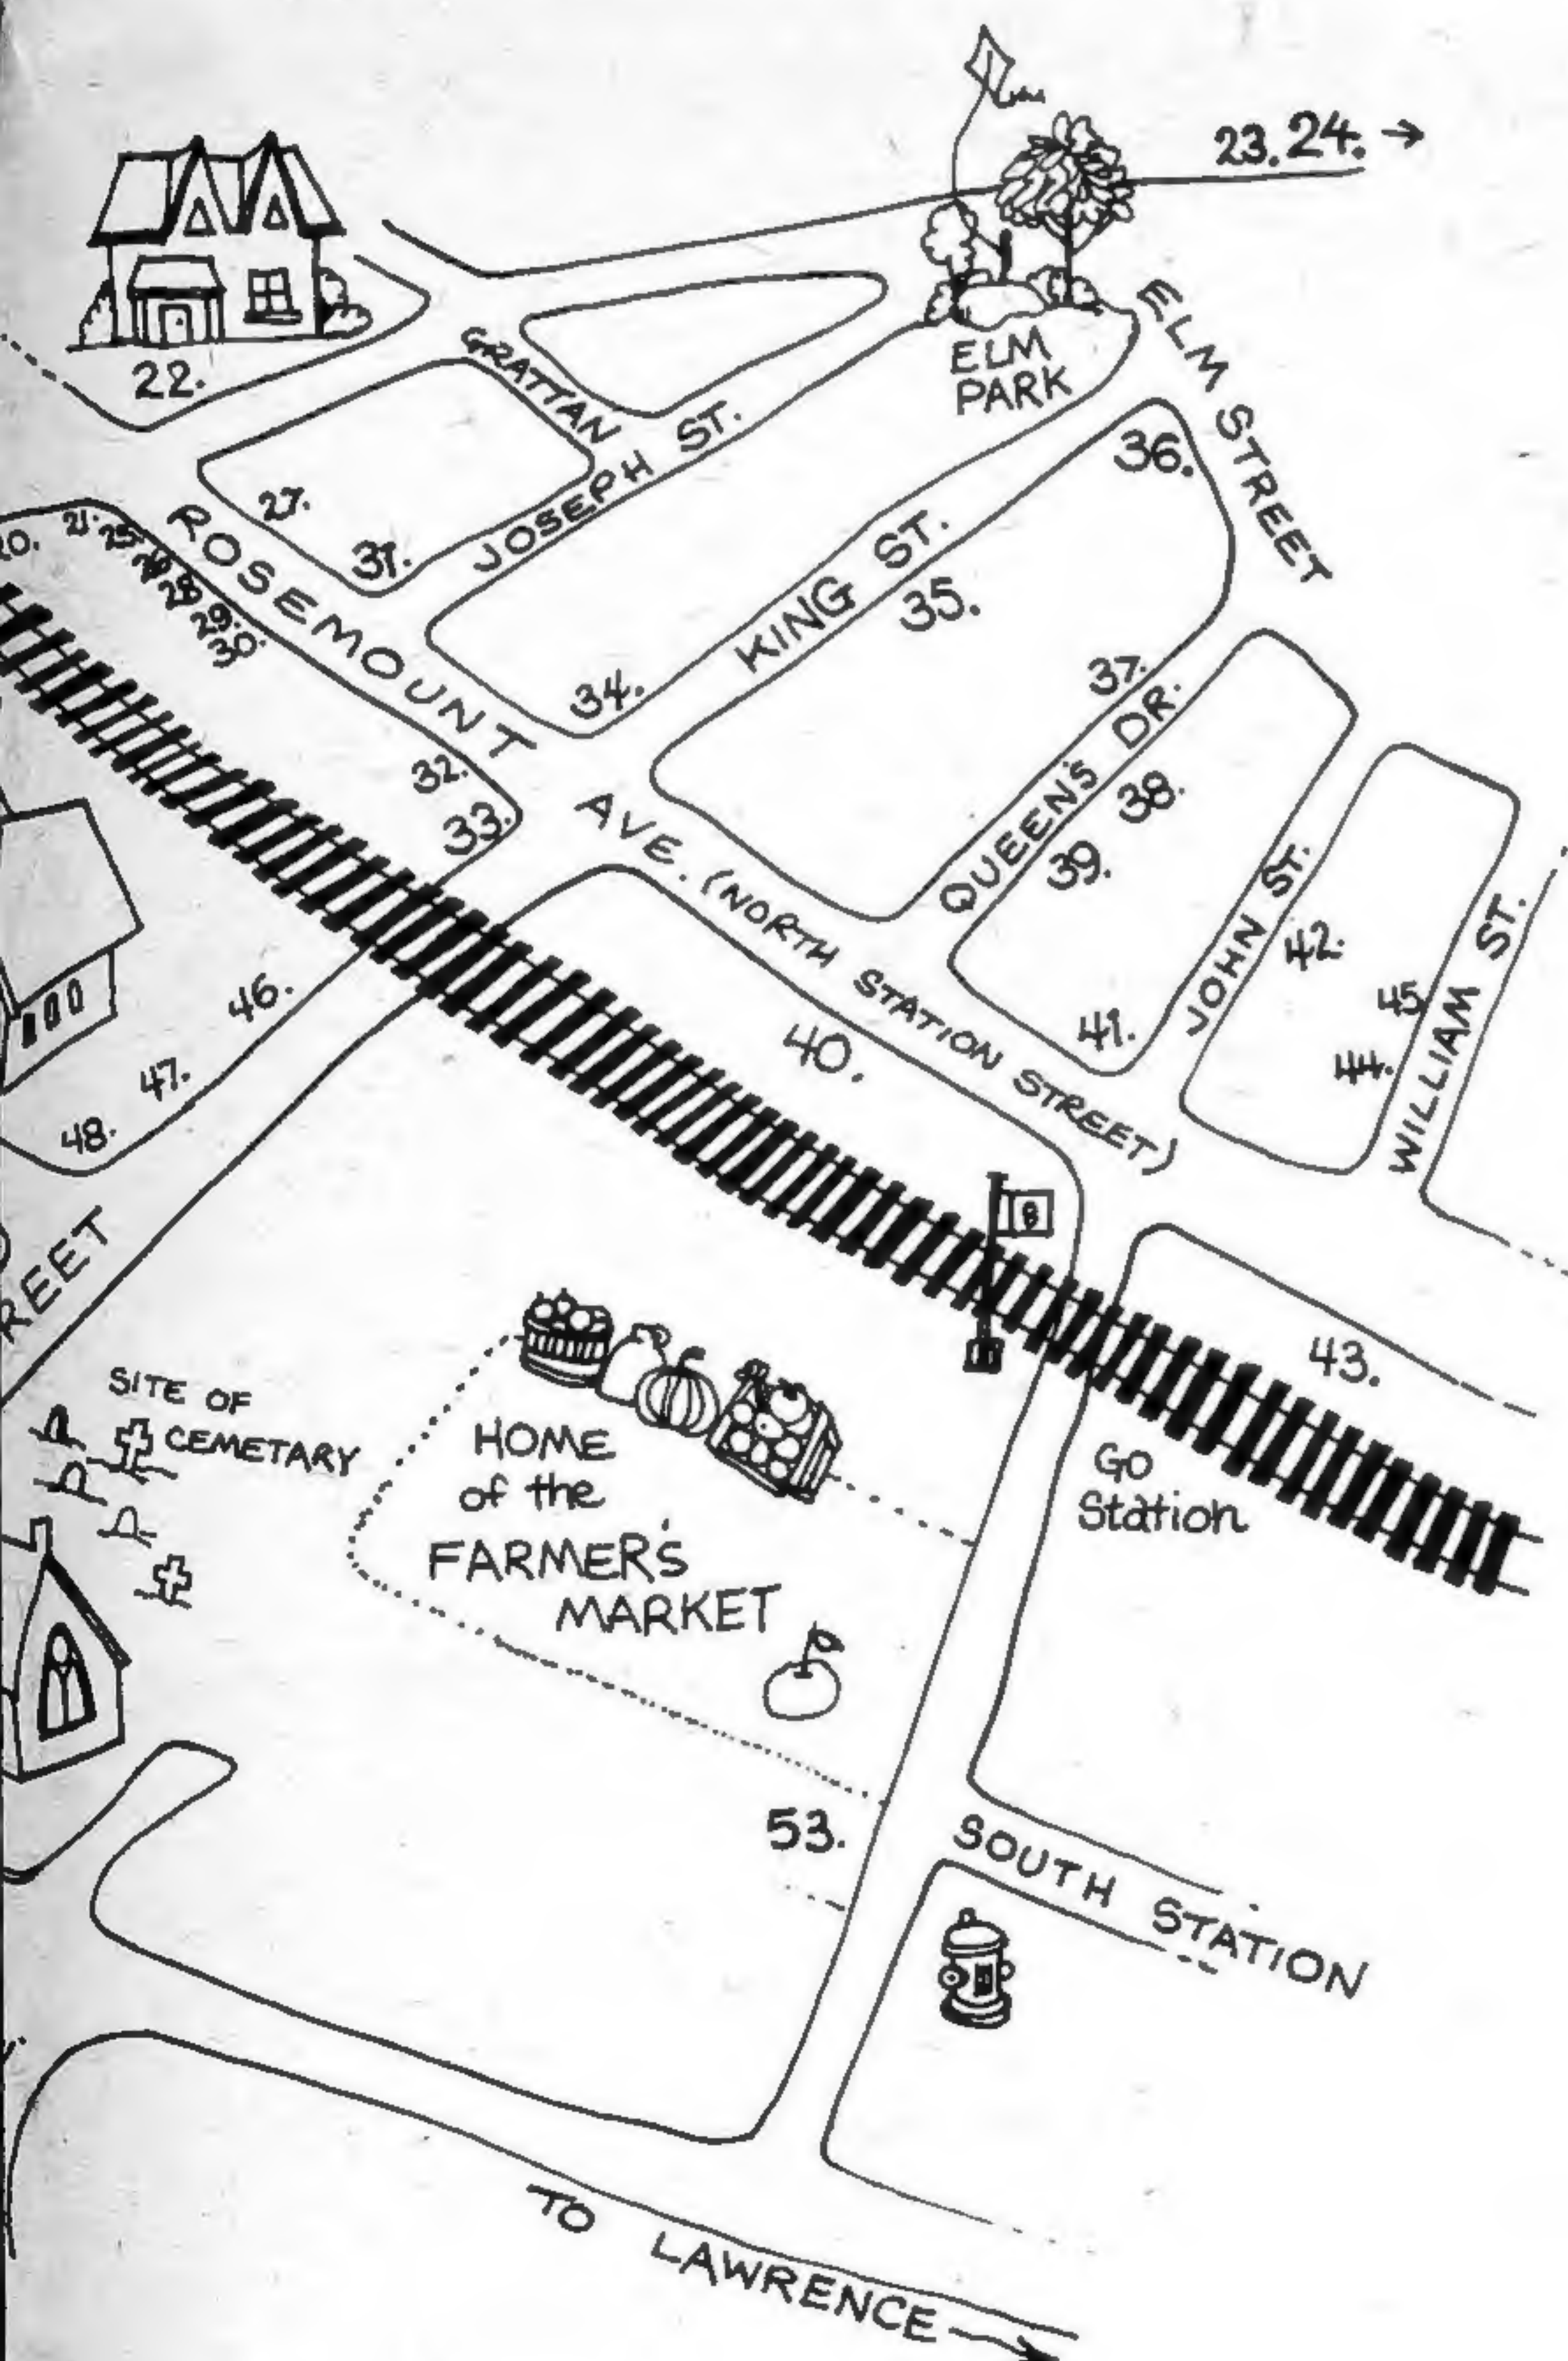 23. 24. →
22.
GRATTAN
JOSEPH ST.
ELM
PARK
ELM STREET
36.
27.
31.
21.
25.
ROSEMOUNT
AVE. (NORTH STATION STREET)
30.
KING ST.
35.
34.
37.
32.
33.
QUEEN'S DR.
38.
39.
JOHN ST.
42.
45
44.
41.
WILLIAM ST.
40.
46.
47.
48.
REET
43.
SITE OF
CEMETARY
HOME
of the
FARMER'S
MARKET
GO
Station
53.
SOUTH STATION
TO LAWRENCE →